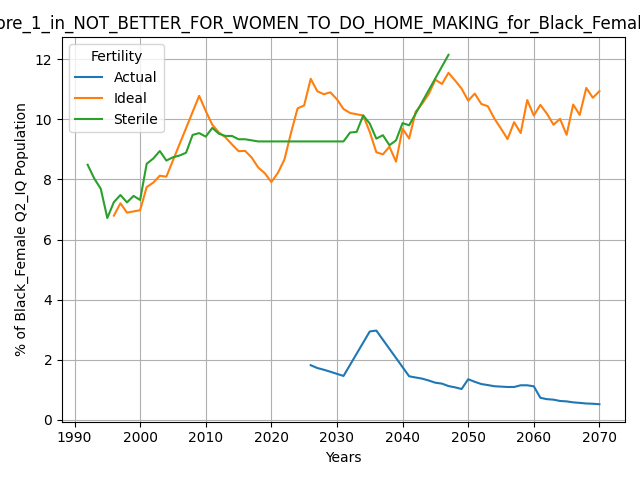 ore_1_in_NOT_BETTER_FOR_WOMEN_TO_DO_HOME_MAKING_for_Black_Femal
Fertility
Actual
Ideal
Sterile
% of Black_Female Q2_IQ Population
12
10
8
6
4
2
0
1990 2000 2010 2020 2030 2040 2050 2060 2070
Years